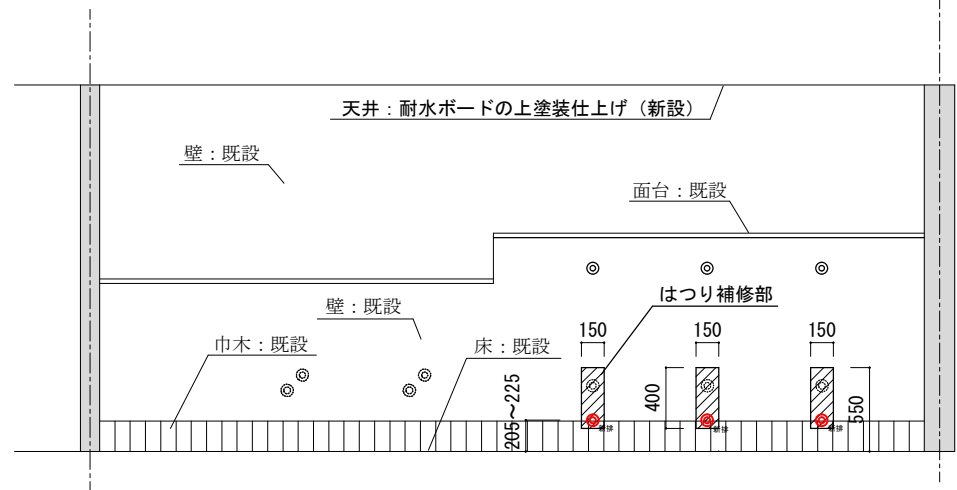 天井：耐水ボードの上塗装仕上げ（新設）
壁：既設
面台：既設
はつり補修部
壁：既設
150
150
150
巾木：既設
床：既設
205～225
400
550
新排
新排
新排